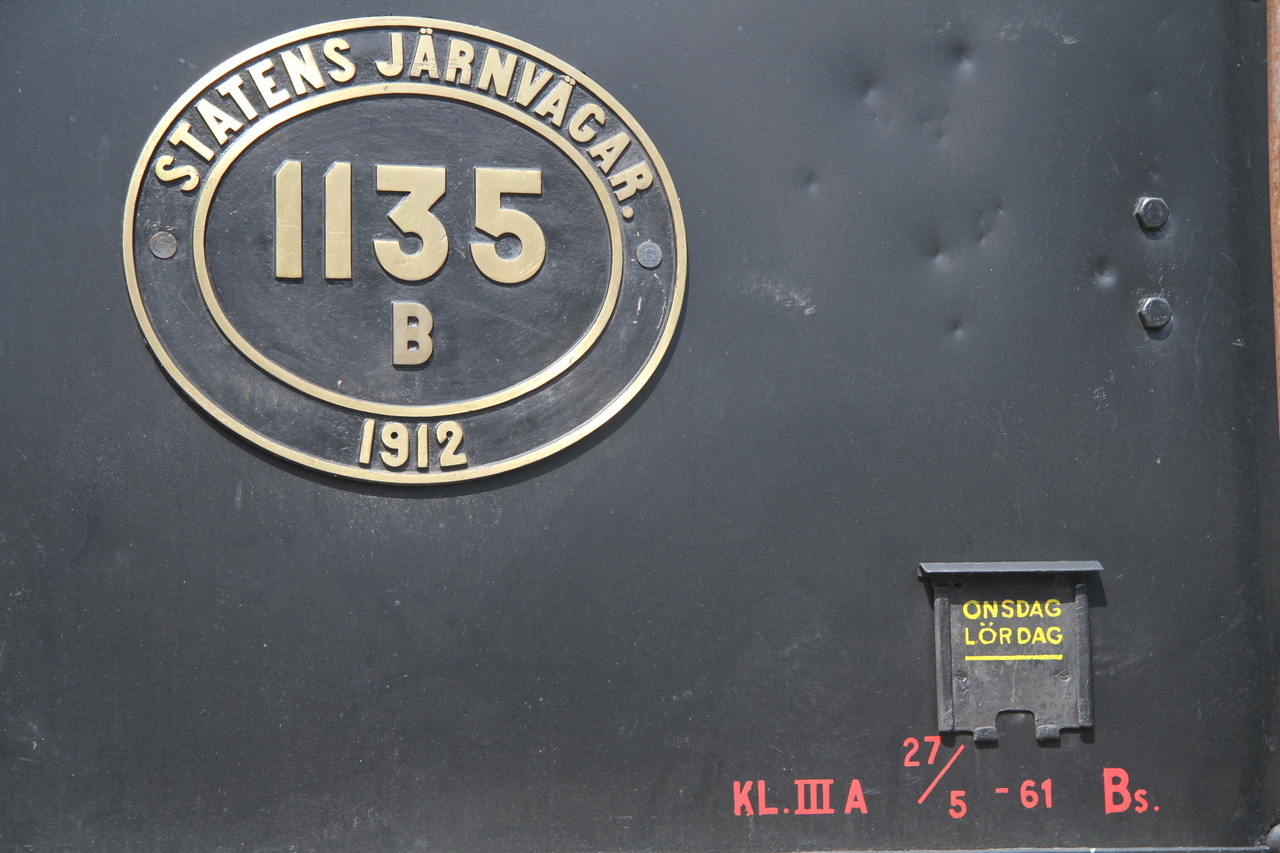 STATENS JÄRNVÄGAR.
1135
B
1912
ONSDAG
LÖRDAG
KL. III A 27/5 - 61 Bs.